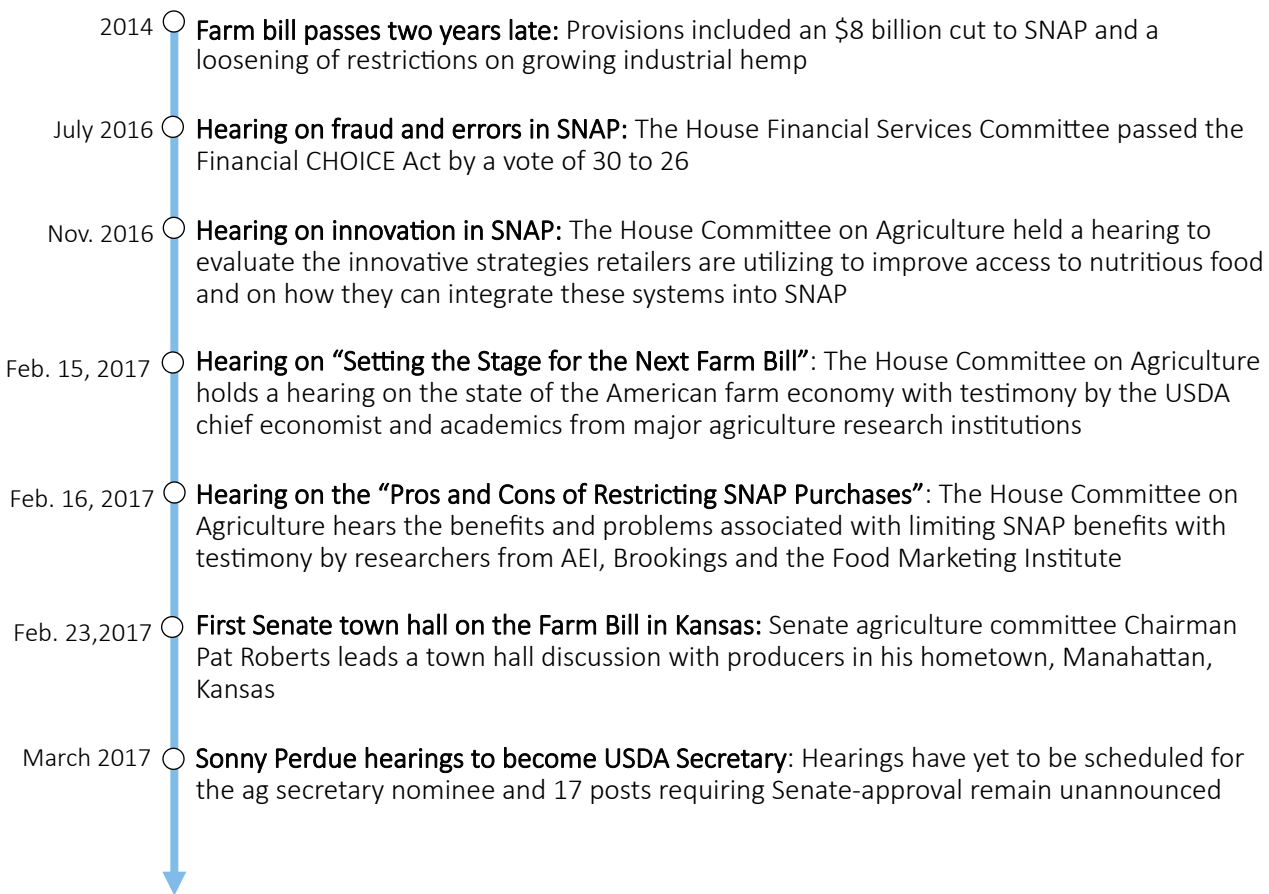 2014
Farm bill passes two years late: Provisions included an $8 billion cut to SNAP and a
loosening of restrictions on growing industrial hemp
July 2016
Hearing on fraud and errors in SNAP: The House Financial Services Committee passed the
Financial CHOICE Act by a vote of 30 to 26
Nov. 2016
Hearing on innovation in SNAP: The House Committee on Agriculture held a hearing to
evaluate the innovative strategies retailers are utilizing to improve access to nutritious food
and on how they can integrate these systems into SNAP
Feb. 15, 2017
Hearing on “Setting the Stage for the Next Farm Bill”: The House Committee on Agriculture
holds a hearing on the state of the American farm economy with testimony by the USDA
chief economist and academics from major agriculture research institutions
Feb. 16, 2017
Hearing on the “Pros and Cons of Restricting SNAP Purchases”: The House Committee on
Agriculture hears the benefits and problems associated with limiting SNAP benefits with
testimony by researchers from AEI, Brookings and the Food Marketing Institute
Feb. 23,2017
First Senate town hall on the Farm Bill in Kansas: Senate agriculture committee Chairman
Pat Roberts leads a town hall discussion with producers in his hometown, Manahattan,
Kansas
March 2017
Sonny Perdue hearings to become USDA Secretary: Hearings have yet to be scheduled for
the ag secretary nominee and 17 posts requiring Senate-approval remain unannounced